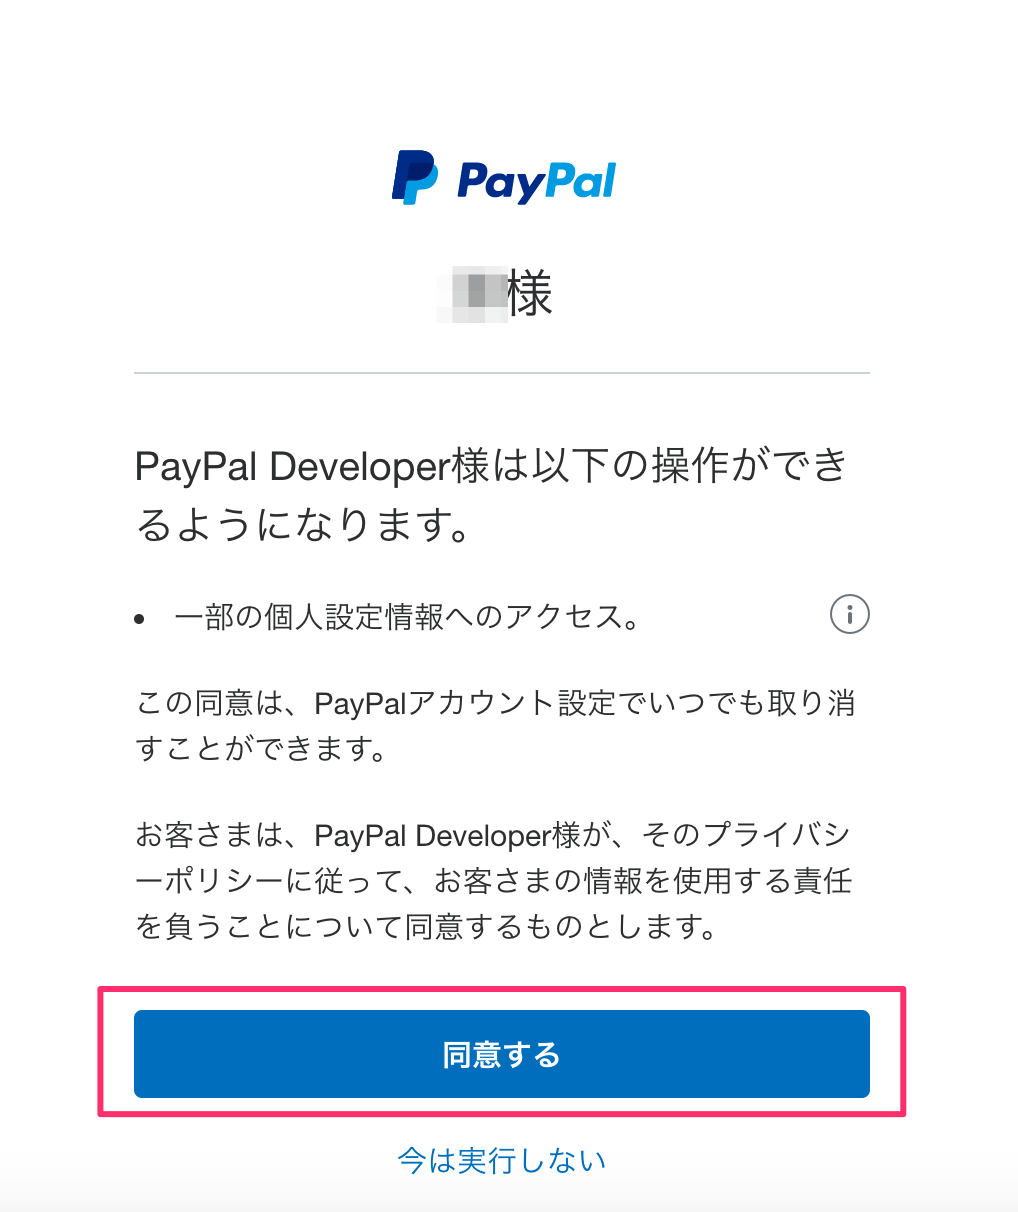 PayPal
様
PayPal Developer様は以下の操作ができ
るようになります。
• 一部の個人設定情報へのアクセス。
この同意は、PayPalアカウント設定でいつでも取り消
すことができます。
お客さまは、PayPal Developer様が、そのプライバシ
ーポリシーに従って、お客さまの情報を使用する責任
を負うことについて同意するものとします。
同意する
今は実行しない